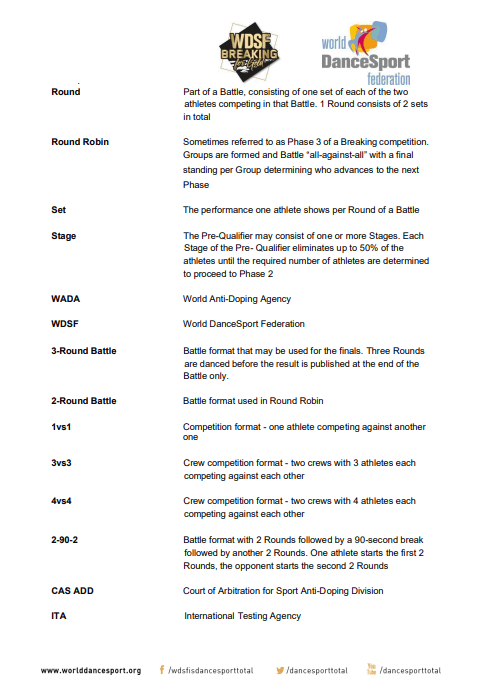 WDSF
BREAKING
for Gold
world
DanceSport
federation
Round Part of a Battle, consisting of one set of each of the two
athletes competing in that Battle. 1 Round consists of 2 sets
in total
Round Robin Sometimes referred to as Phase 3 of a Breaking competition.
Groups are formed and Battle “all-against-all” with a final
standing per Group determining who advances to the next
Phase
Set The performance one athlete shows per Round of a Battle
Stage The Pre-Qualifier may consist of one or more Stages. Each
Stage of the Pre- Qualifier eliminates up to 50% of the
athletes until the required number of athletes are determined
to proceed to Phase 2
WADA World Anti-Doping Agency
WDSF World DanceSport Federation
3-Round Battle Battle format that may be used for the finals. Three Rounds
are danced before the result is published at the end of the
Battle only.
2-Round Battle Battle format used in Round Robin
1vs1 Competition format - one athlete competing against another
one
3vs3 Crew competition format - two crews with 3 athletes each
competing against each other
4vs4 Crew competition format - two crews with 4 athletes each
competing against each other
2-90-2 Battle format with 2 Rounds followed by a 90-second break
followed by another 2 Rounds. One athlete starts the first 2
Rounds, the opponent starts the second 2 Rounds
CAS ADD Court of Arbitration for Sport Anti-Doping Division
ITA International Testing Agency
www.worlddancesport.org /wdsfisdancesporttotal /dancesporttotal You Tube /dancesporttotal